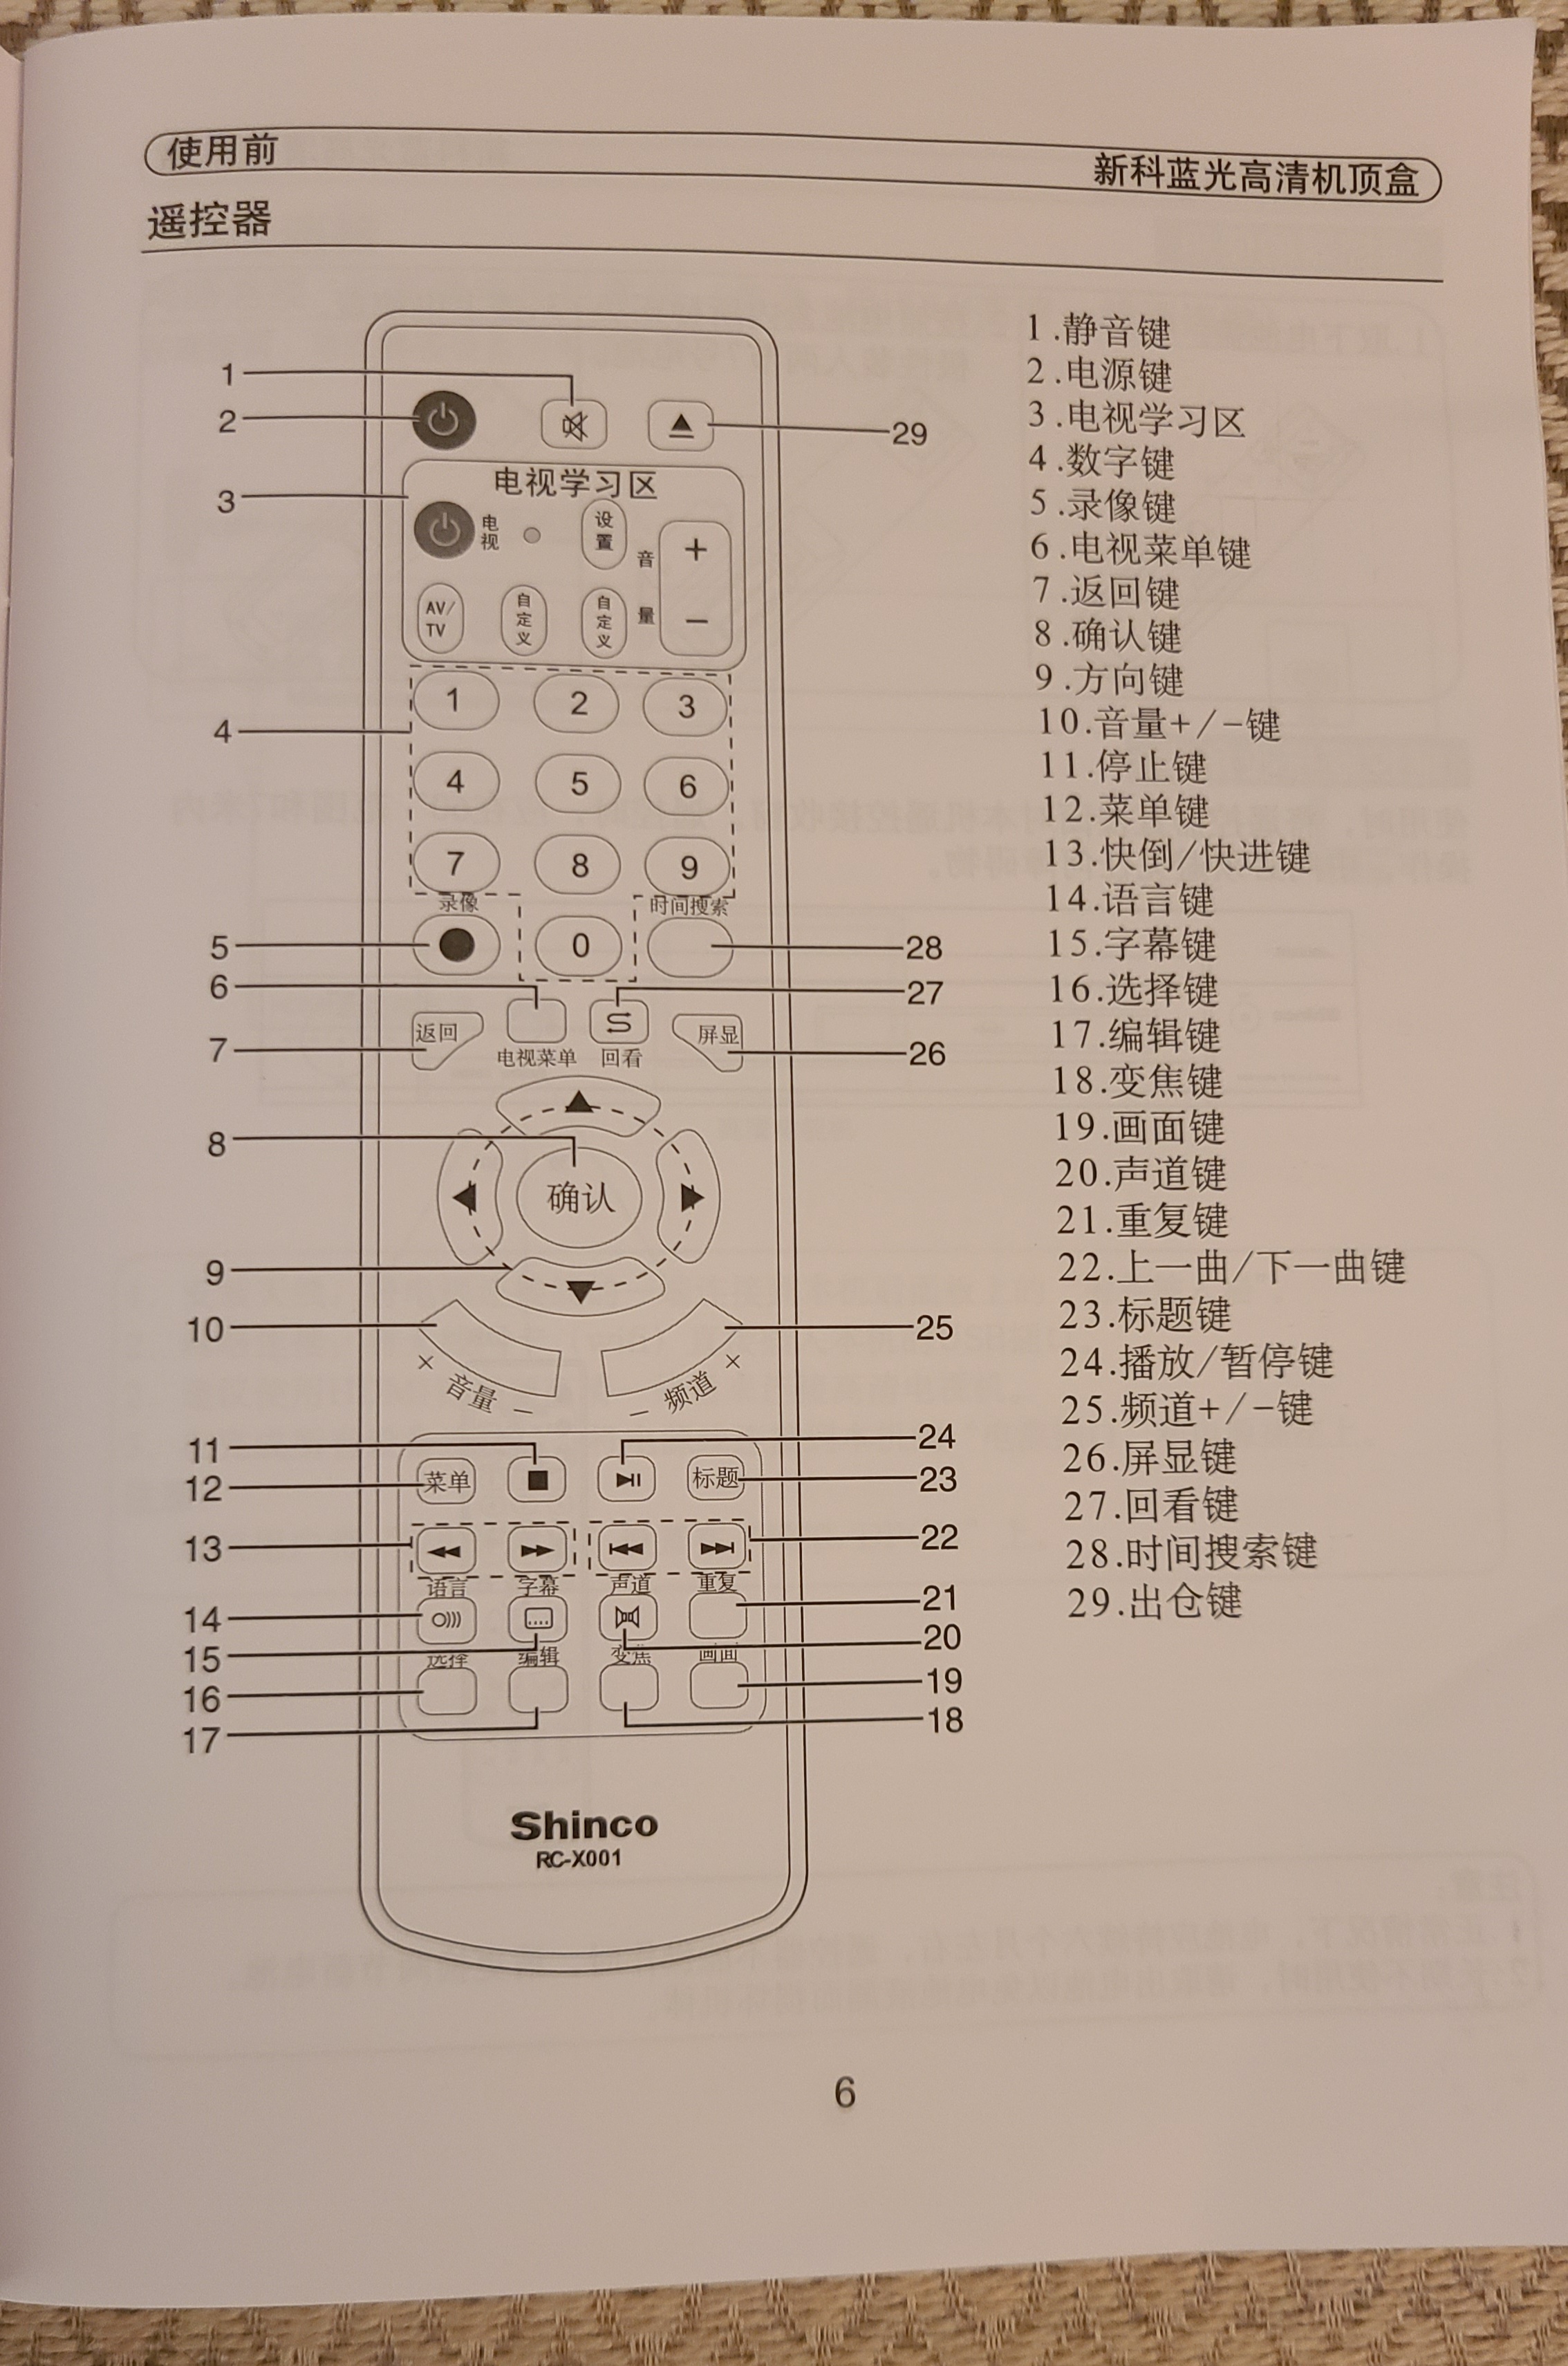 使用前
新科蓝光高清机顶盒
遥控器
1
2
29
3
电视学习区
电视
设置
音量
+
−
AV/TV
自定义
自定义
4
1 2 3
4 5 6
7 8 9
录像
时间搜索
5
0
28
6
27
7
返回
电视菜单
回看
屏显
26
8
确认
9
10
25
+ 音量 −
− 频道 +
11
24
12
菜单
标题
23
13
22
语言 字幕 声道 重复
14
21
15
20
选择 编辑 变焦 画面
16
19
17
18
Shinco
RC-X001
1.静音键
2.电源键
3.电视学习区
4.数字键
5.录像键
6.电视菜单键
7.返回键
8.确认键
9.方向键
10.音量+/-键
11.停止键
12.菜单键
13.快倒/快进键
14.语言键
15.字幕键
16.选择键
17.编辑键
18.变焦键
19.画面键
20.声道键
21.重复键
22.上一曲/下一曲键
23.标题键
24.播放/暂停键
25.频道+/-键
26.屏显键
27.回看键
28.时间搜索键
29.出仓键
6